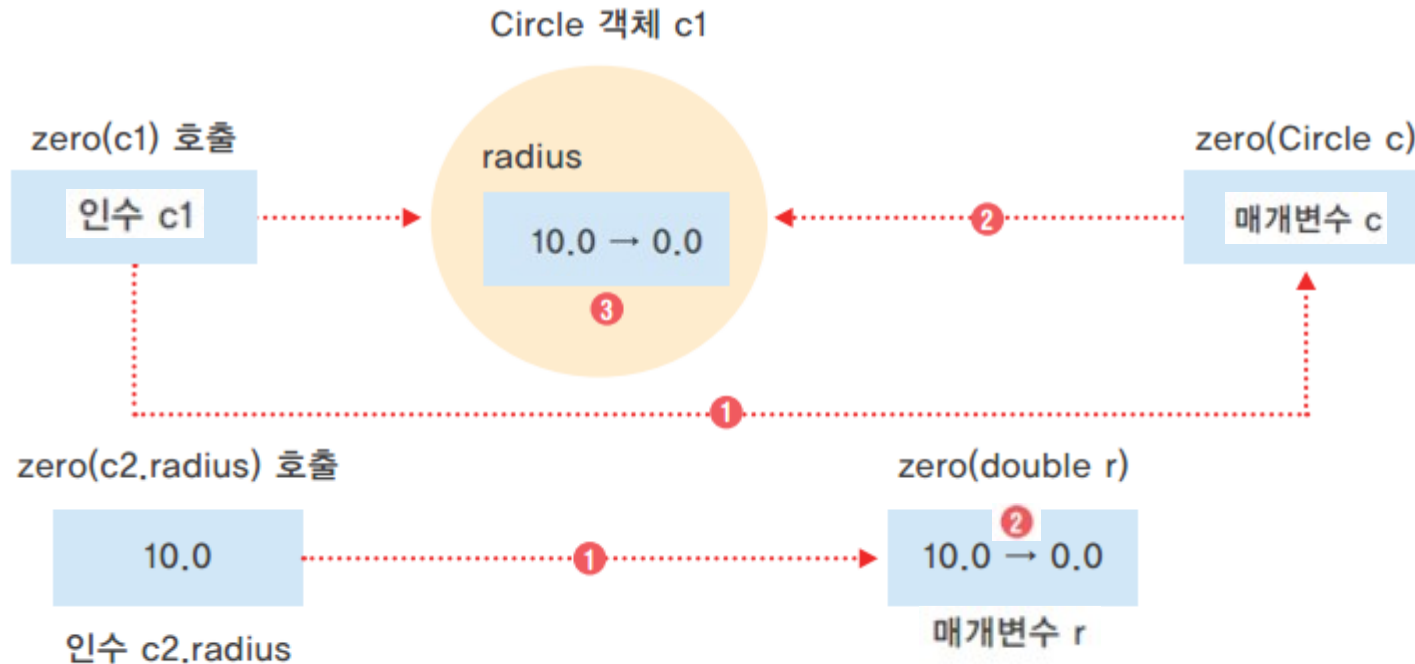 Circle 객체 c1
zero(c1) 호출
zero(Circle c)
radius
인수 c1
매개변수 c
2
10.0 → 0.0
3
1
zero(c2.radius) 호출
zero(double r)
2
10.0
1
10.0 → 0.0
인수 c2.radius
매개변수 r